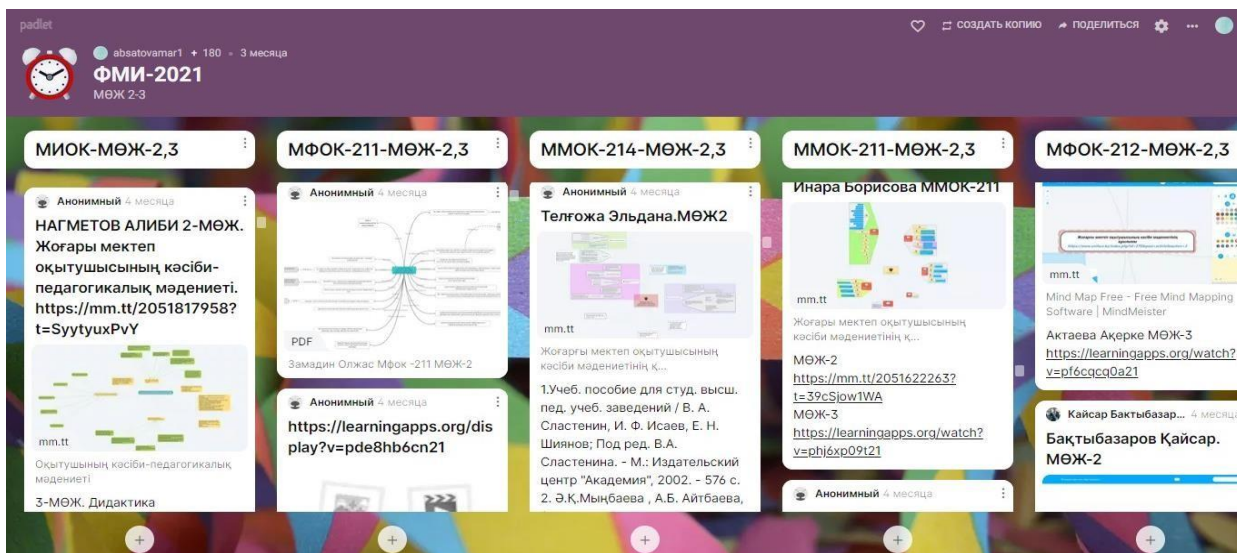 padlet
СОЗДАТЬ КОПИЮ
ПОДЕЛИТЬСЯ
absatovamar1 + 180 • 3 месяца
ФМИ-2021
МӨЖ 2-3
МИОК-МӨЖ-2,3
Анонимный 4 месяца
НАГМЕТОВ АЛИБИ 2-МӨЖ.
Жоғары мектеп
оқытушысының кәсіби-
педагогикалық мәдениеті.
https://mm.tt/2051817958?
t=SyytyuxPvY
mm.tt
Оқытушының кәсіби-педагогикалық
мәдениеті
3-МӨЖ. Дидактика
МФОК-211-МӨЖ-2,3
Анонимный 4 месяца
PDF
Замадин Олжас Мфок -211 МӨЖ-2
Анонимный 4 месяца
https://learningapps.org/dis
play?v=pde8hb6cn21
ММОК-214-МӨЖ-2,3
Анонимный 4 месяца
Телғожа Эльдана.МӨЖ2
mm.tt
Жоғарғы мектеп оқытушысының
кәсіби мәдениетінің қ...
1.Учеб. пособие для студ. высш.
пед. учеб. заведений / В. А.
Сластенин, И. Ф. Исаев, Е. Н.
Шиянов; Под ред. В.А.
Сластенина. - М.: Издательский
центр "Академия", 2002. - 576 с.
2. Ә.Қ.Мыңбаева , А.Б. Айтбаева,
ММОК-211-МӨЖ-2,3
Инара Борисова ММОК-211
mm.tt
Жоғары мектеп оқытушысының
кәсіби мәдениетінің қ...
МӨЖ-2
https://mm.tt/2051622263?
t=39cSjow1WA
МӨЖ-3
https://learningapps.org/watch?
v=phj6xp09t21
Анонимный 4 месяца
МФОК-212-МӨЖ-2,3
mm.tt
Mind Map Free - Free Mind Mapping
Software | MindMeister
Актаева Ақерке МӨЖ-3
https://learningapps.org/watch?
v=pf6cqcq0a21
Кайсар Бактыбазар... 4 месяца
Бақтыбазаров Қайсар.
МӨЖ-2